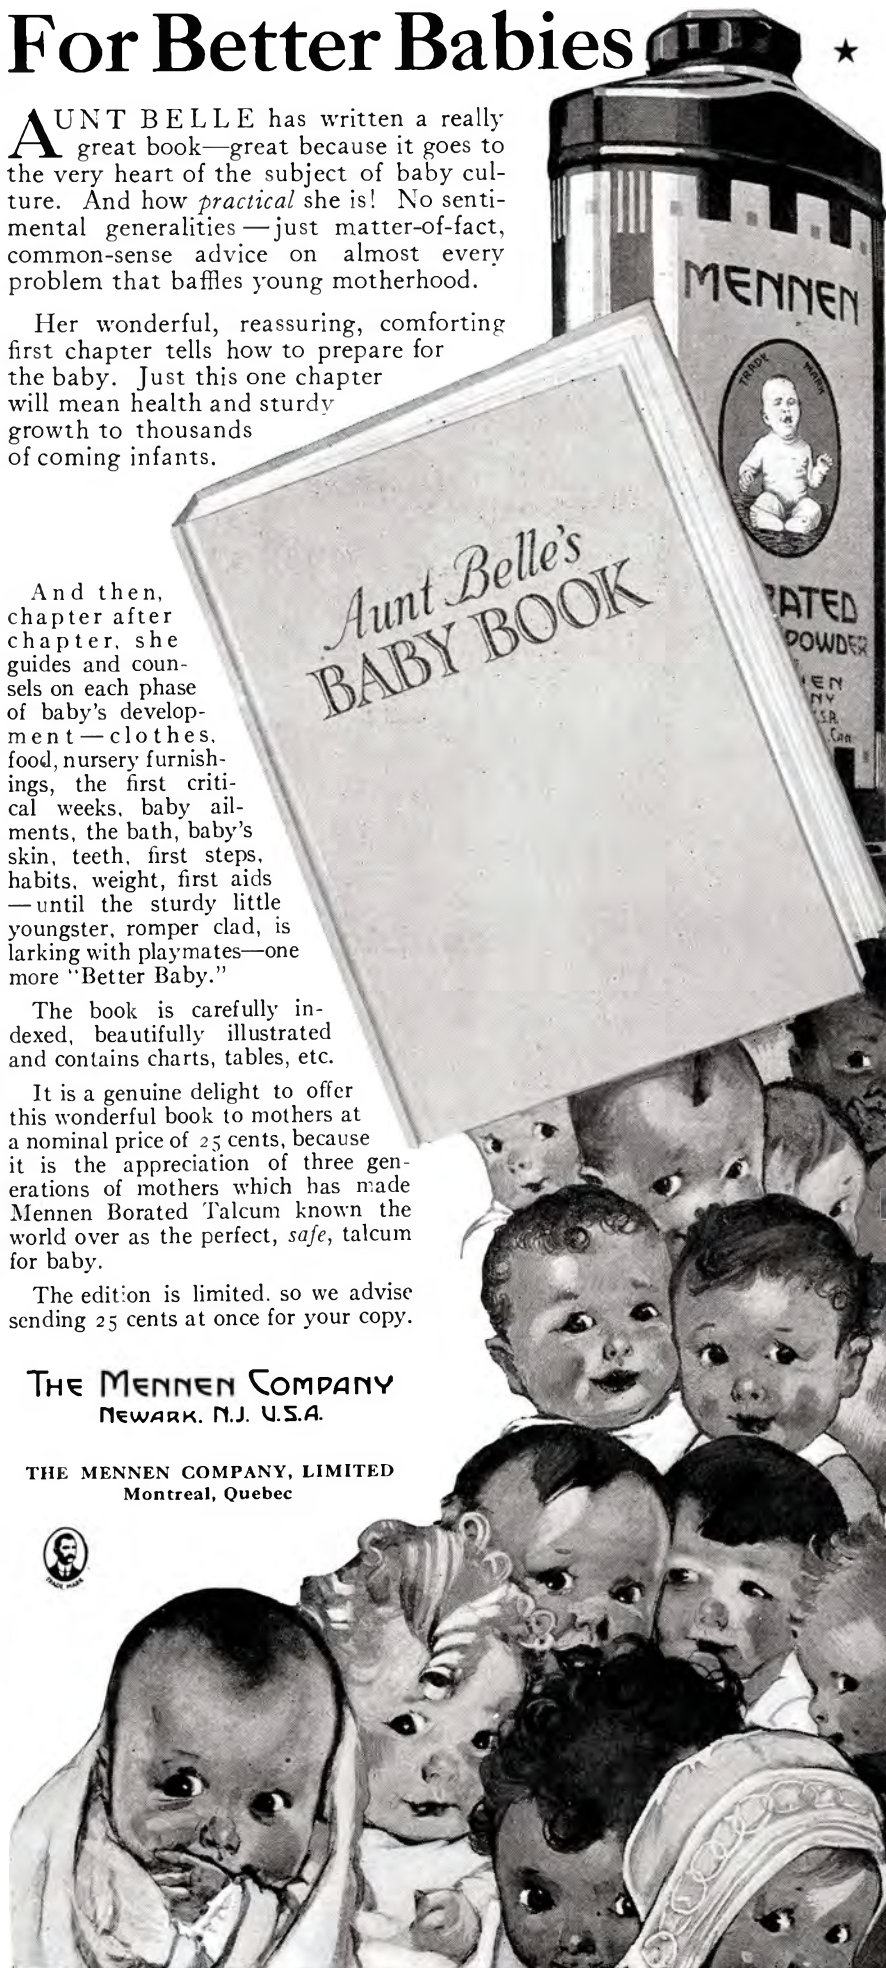 For Better Babies
★
AUNT BELLE has written a really
great book—great because it goes to
the very heart of the subject of baby cul-
ture. And how practical she is! No senti-
mental generalities—just matter-of-fact,
common-sense advice on almost every
problem that baffles young motherhood.
Her wonderful, reassuring, comforting
first chapter tells how to prepare for
the baby. Just this one chapter
will mean health and sturdy
growth to thousands
of coming infants.
And then,
chapter after
chapter, she
guides and coun-
sels on each phase
of baby's develop-
ment—clothes,
food, nursery furnish-
ings, the first criti-
cal weeks, baby ail-
ments, the bath, baby's
skin, teeth, first steps,
habits, weight, first aids
—until the sturdy little
youngster, romper clad, is
larking with playmates—one
more "Better Baby."
The book is carefully in-
dexed, beautifully illustrated
and contains charts, tables, etc.
It is a genuine delight to offer
this wonderful book to mothers at
a nominal price of 25 cents, because
it is the appreciation of three gen-
erations of mothers which has made
Mennen Borated Talcum known the
world over as the perfect, safe, talcum
for baby.
The edition is limited. so we advise
sending 25 cents at once for your copy.
THE MENNEN COMPANY
NEWARK. N.J. U.S.A.
THE MENNEN COMPANY, LIMITED
Montreal, Quebec
TRADE MARK
MENNEN
TRADE MARK
RATED
POWDER
EN
NY
.S.A.
.Can
Aunt Belle's
BABY BOOK